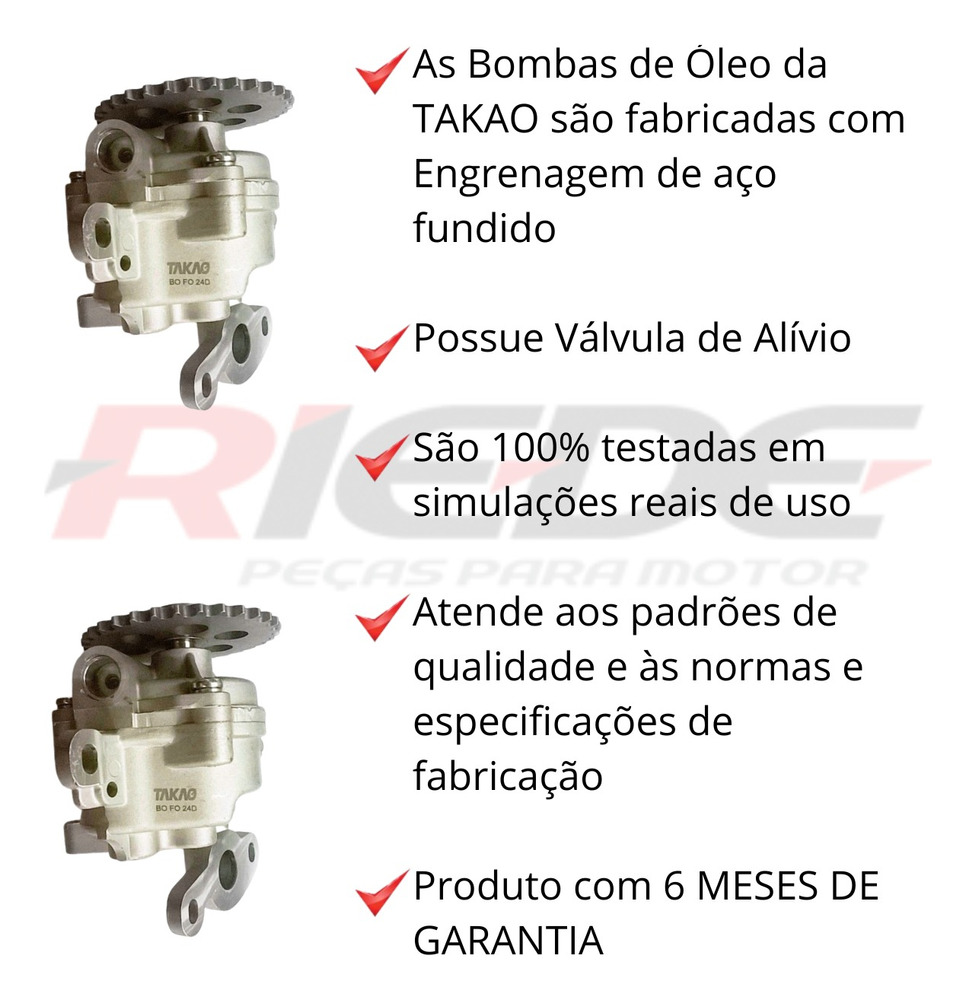 As Bombas de Óleo da
TAKAO são fabricadas com
Engrenagem de aço
fundido
TAKAO
BO FO 24D
Possue Válvula de Alívio
RIEDE
São 100% testadas em
simulações reais de uso
PEÇAS PARA MOTOR
Atende aos padrões de
qualidade e às normas e
especificações de
fabricação
TAKAO
BO FO 24D
Produto com 6 MESES DE
GARANTIA